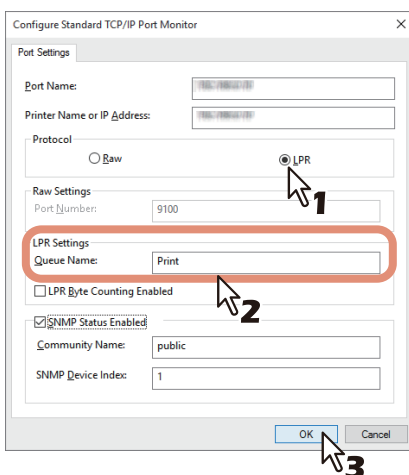 Configure Standard TCP/IP Port Monitor
Port Settings
Port Name:
Printer Name or IP Address:
Protocol
Raw
LPR
1
Raw Settings
Port Number: 9100
LPR Settings
Queue Name: Print
2
LPR Byte Counting Enabled
SNMP Status Enabled
Community Name: public
SNMP Device Index: 1
OK Cancel
3